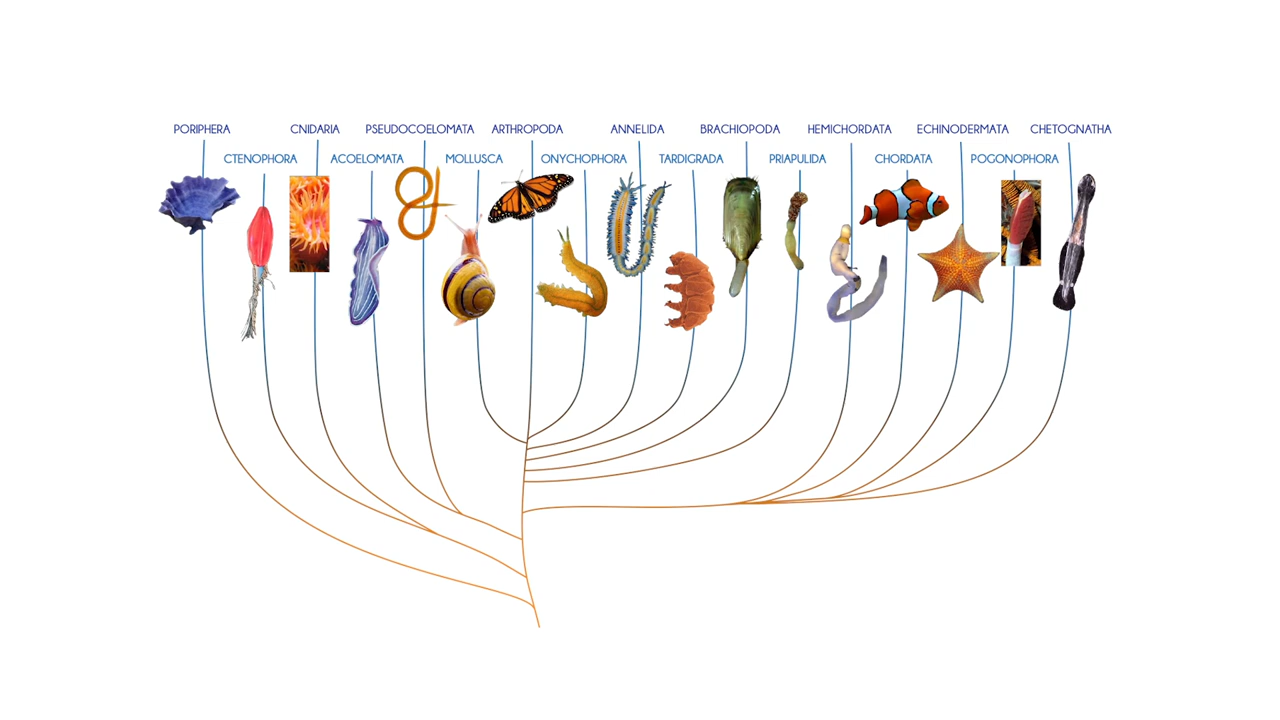 PORIPHERA CNIDARIA PSEUDOCOELOMATA ARTHROPODA ANNELIDA BRACHIOPODA HEMICHORDATA ECHINODERMATA CHETOGNATHA
CTENOPHORA ACOELOMATA MOLLUSCA ONYCHOPHORA TARDIGRADA PRIAPULIDA CHORDATA POGONOPHORA